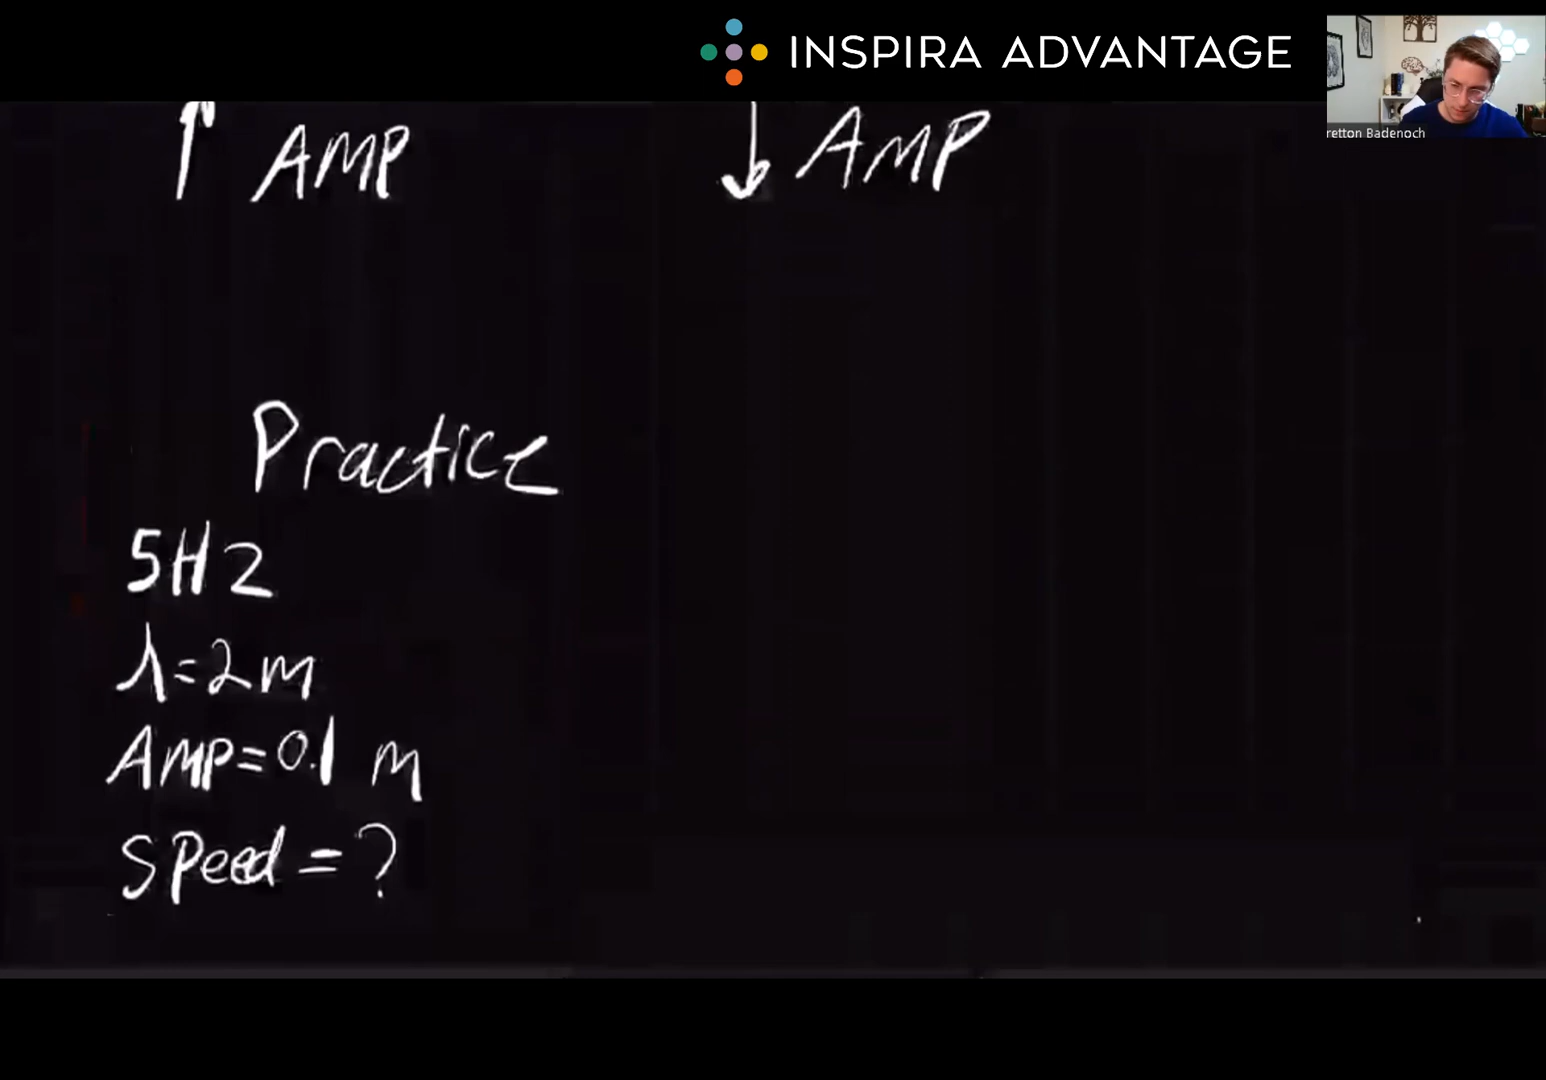 INSPIRA ADVANTAGE
retton Badenoch
AMP
AMP
Practice
5Hz
λ=2m
AMP=0.1 m
Speed=?